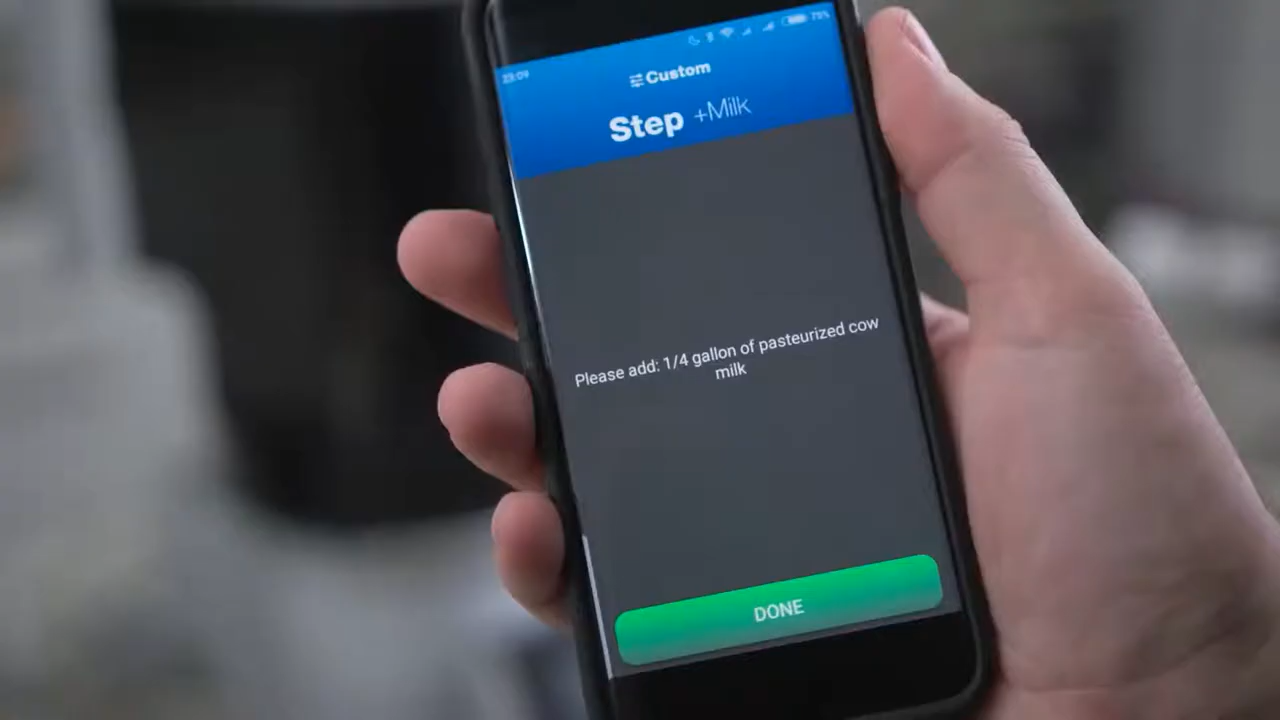 23:09 75%
Custom
Step +Milk
Please add: 1/4 gallon of pasteurized cow
milk
DONE